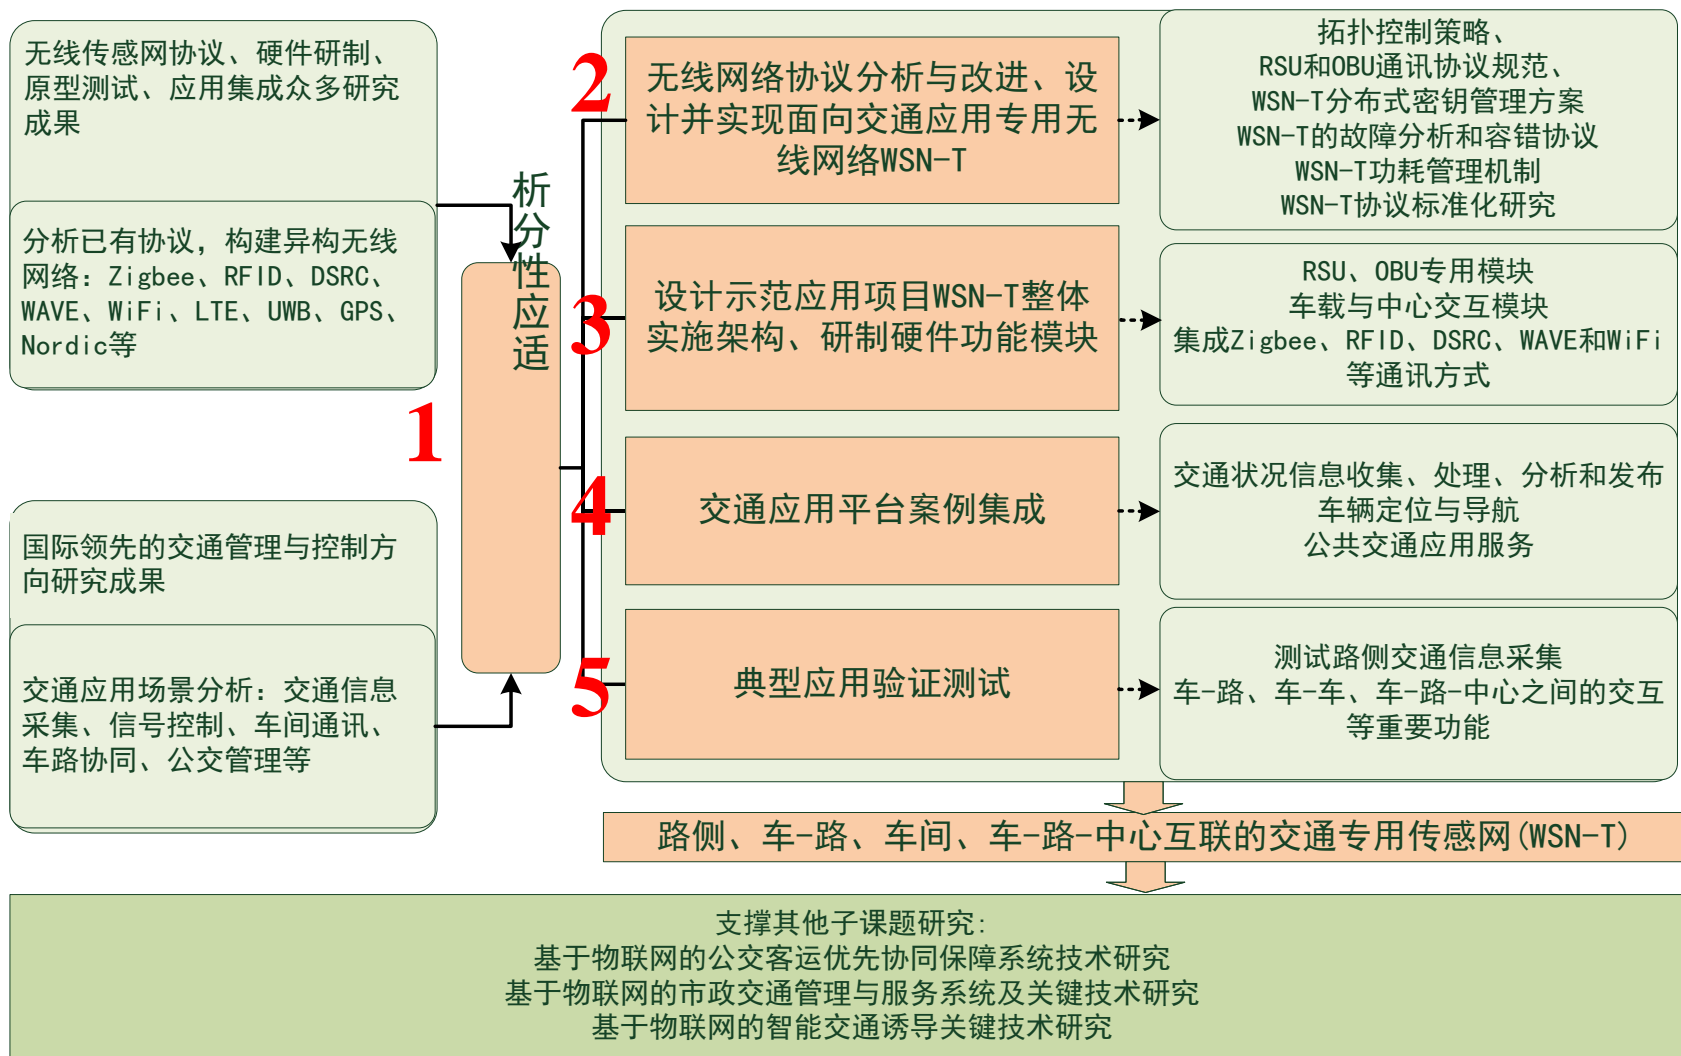 无线传感网协议、硬件研制、
原型测试、应用集成众多研究
成果
分析已有协议，构建异构无线
网络：Zigbee、RFID、DSRC、
WAVE、WiFi、LTE、UWB、GPS、
Nordic等
国际领先的交通管理与控制方
向研究成果
交通应用场景分析：交通信息
采集、信号控制、车间通讯、
车路协同、公交管理等
1
析
分
性
应
适
2
无线网络协议分析与改进、设
计并实现面向交通应用专用无
线网络WSN-T
拓扑控制策略、
RSU和OBU通讯协议规范、
WSN-T分布式密钥管理方案
WSN-T的故障分析和容错协议
WSN-T功耗管理机制
WSN-T协议标准化研究
3
设计示范应用项目WSN-T整体
实施架构、研制硬件功能模块
RSU、OBU专用模块
车载与中心交互模块
集成Zigbee、RFID、DSRC、WAVE和WiFi
等通讯方式
4
交通应用平台案例集成
交通状况信息收集、处理、分析和发布
车辆定位与导航
公共交通应用服务
5
典型应用验证测试
测试路侧交通信息采集
车-路、车-车、车-路-中心之间的交互
等重要功能
路侧、车-路、车间、车-路-中心互联的交通专用传感网(WSN-T)
支撑其他子课题研究：
基于物联网的公交客运优先协同保障系统技术研究
基于物联网的市政交通管理与服务系统及关键技术研究
基于物联网的智能交通诱导关键技术研究